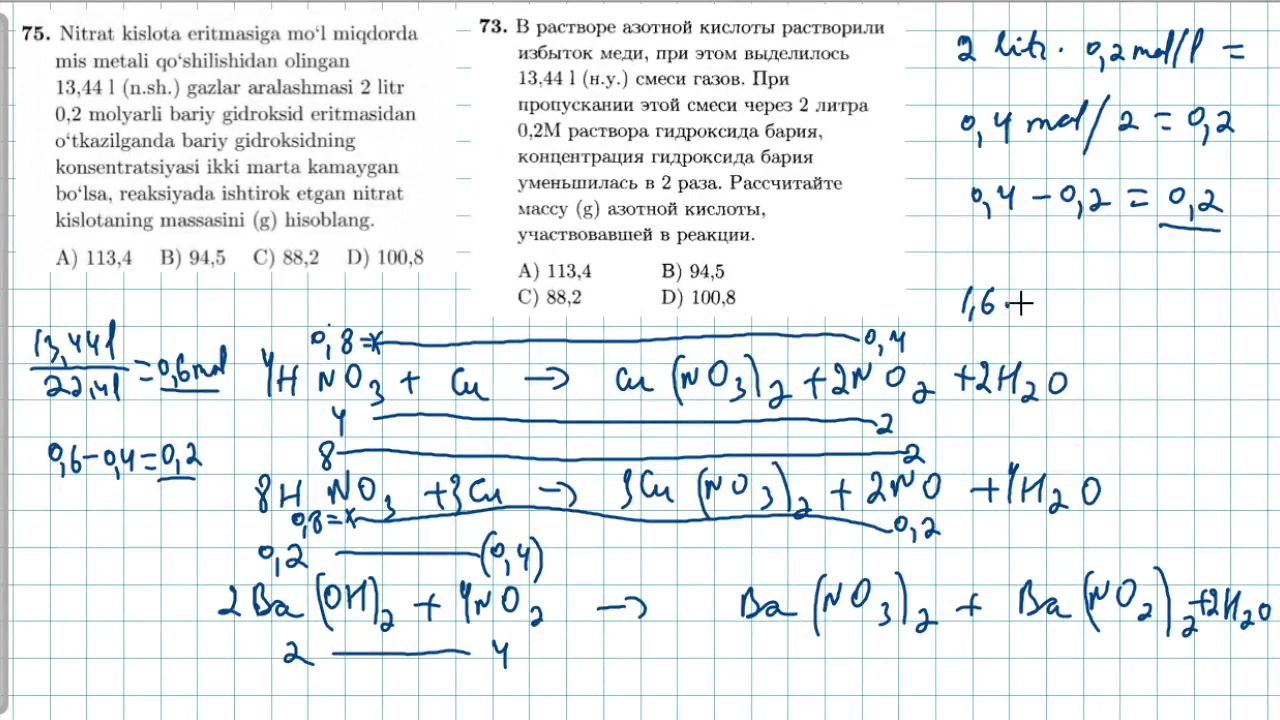 75. Nitrat kislota eritmasiga mo‘l miqdorda
mis metali qo‘shilishidan olingan
13,44 l (n.sh.) gazlar aralashmasi 2 litr
0,2 molyarli bariy gidroksid eritmasidan
o‘tkazilganda bariy gidroksidning
konsentratsiyasi ikki marta kamaygan
bo‘lsa, reaksiyada ishtirok etgan nitrat
kislotaning massasini (g) hisoblang.
A) 113,4 B) 94,5 C) 88,2 D) 100,8
73. В растворе азотной кислоты растворили
избыток меди, при этом выделилось
13,44 l (н.у.) смеси газов. При
пропускании этой смеси через 2 литра
0,2М раствора гидроксида бария,
концентрация гидроксида бария
уменьшилась в 2 раза. Рассчитайте
массу (g) азотной кислоты,
участвовавшей в реакции.
A) 113,4 B) 94,5
C) 88,2 D) 100,8
2 litr · 0,2 mol/l =
0,4 mol/2 = 0,2
0,4 - 0,2 = 0,2
1,6 ·
13,44 l
22,4 l
= 0,6 mol
0,6 - 0,4 = 0,2
0,8 = x 0,4
4HNO3 + Cu → Cu(NO3)2 + 2NO2 + 2H2O
4 2
8 2
8HNO3 + 3Cu → 3Cu(NO3)2 + 2NO + 4H2O
0,8 = x 0,2
0,2 (0,4)
2Ba(OH)2 + 4NO2 → Ba(NO3)2 + Ba(NO2)2 + 2H2O
2 4